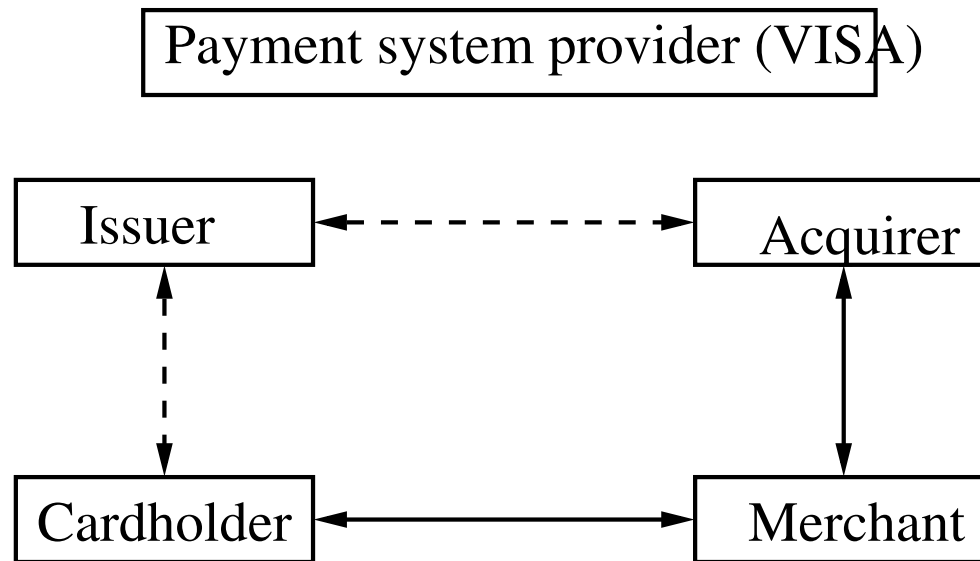 Payment system provider (VISA)
Issuer
Acquirer
Cardholder
Merchant